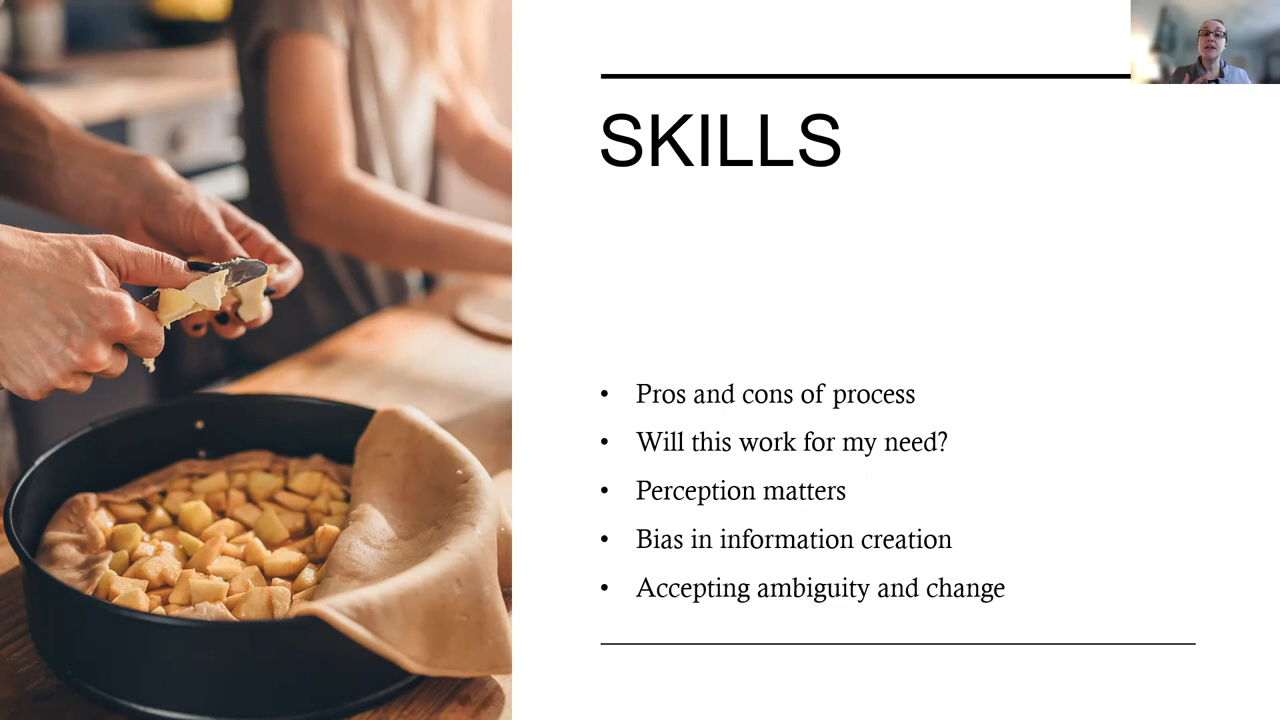 SKILLS
• Pros and cons of process
• Will this work for my need?
• Perception matters
• Bias in information creation
• Accepting ambiguity and change